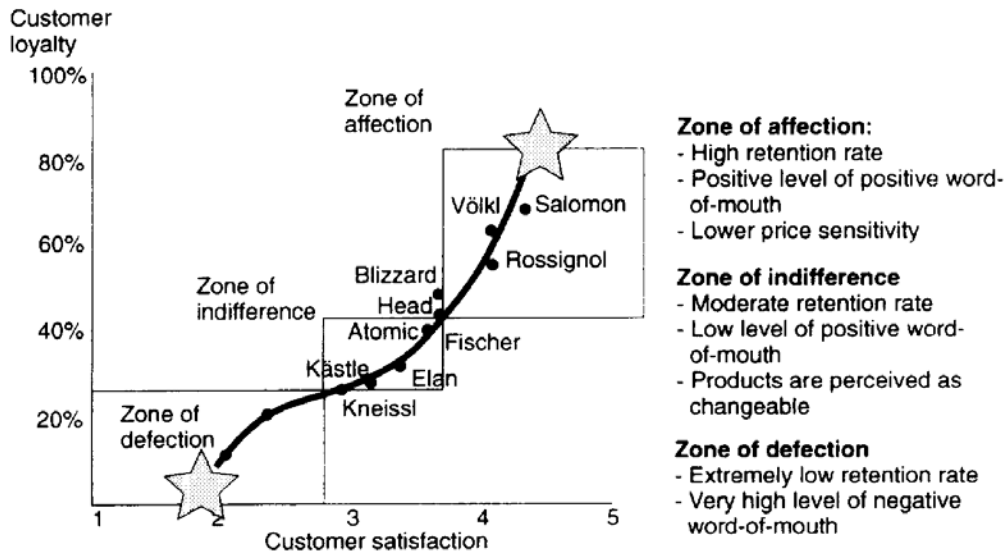 Customer
loyalty
100%
80%
60%
40%
20%
Zone of
affection
Völkl
Salomon
Rossignol
Blizzard
Zone of
indifference
Head
Atomic
Fischer
Kästle
Elan
Kneissl
Zone of
defection
1
2
3
4
5
Customer satisfaction
Zone of affection:
- High retention rate
- Positive level of positive word-
of-mouth
- Lower price sensitivity
Zone of indifference
- Moderate retention rate
- Low level of positive word-
of-mouth
- Products are perceived as
changeable
Zone of defection
- Extremely low retention rate
- Very high level of negative
word-of-mouth